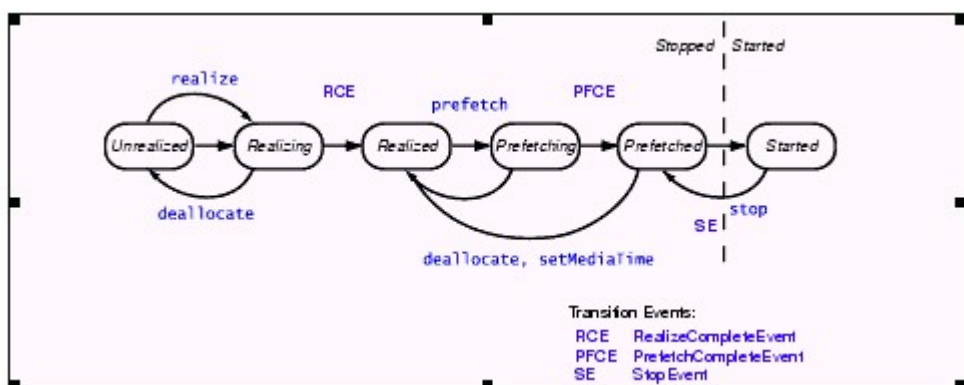 Stopped Started
realize
RCE
prefetch
PFCE
Unrealized Realizing Realized Prefetching Prefetched Started
deallocate
stop
SE
deallocate, setMediaTime
Transition Events:
RCE RealizeCompleteEvent
PFCE PrefetchCompleteEvent
SE StopEvent